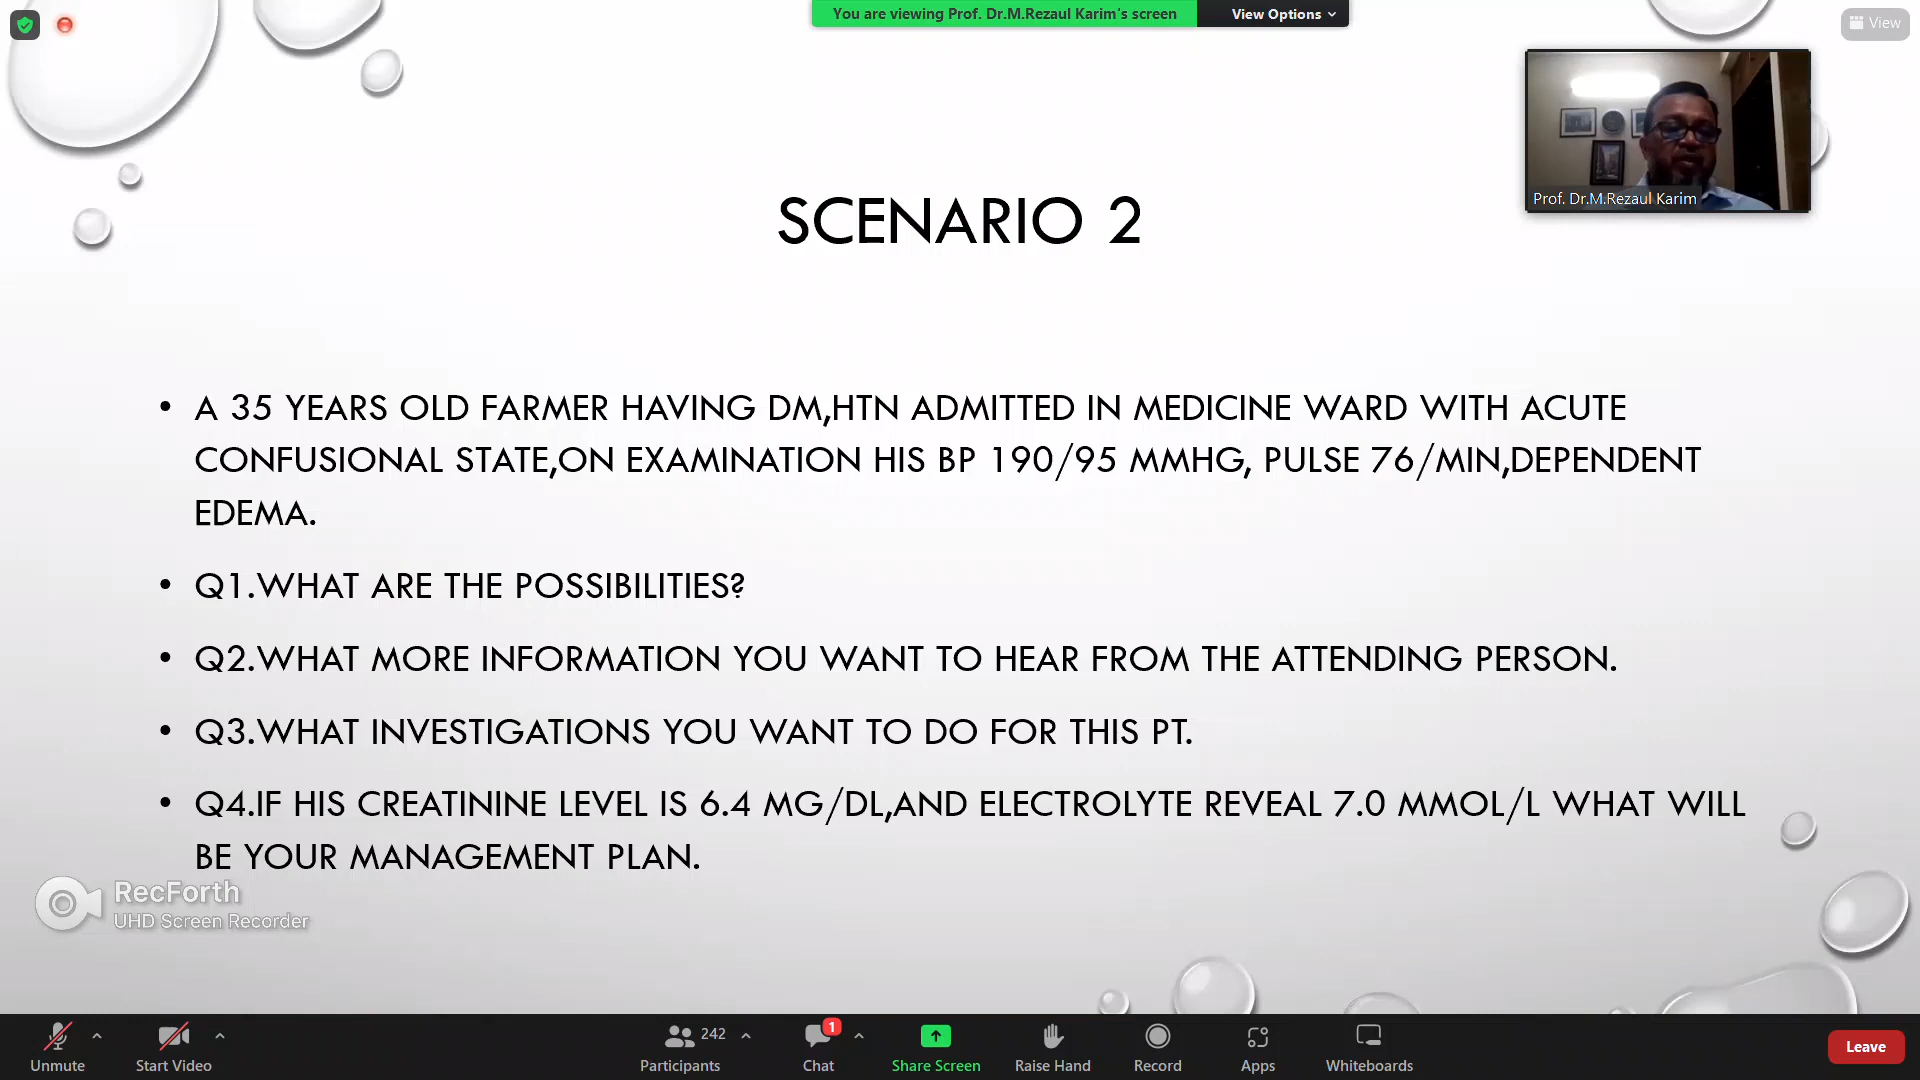 You are viewing Prof. Dr.M.Rezaul Karim's screen
View Options
View
Prof. Dr.M.Rezaul Karim
SCENARIO 2
• A 35 YEARS OLD FARMER HAVING DM,HTN ADMITTED IN MEDICINE WARD WITH ACUTE
CONFUSIONAL STATE,ON EXAMINATION HIS BP 190/95 MMHG, PULSE 76/MIN,DEPENDENT
EDEMA.
• Q1.WHAT ARE THE POSSIBILITIES?
• Q2.WHAT MORE INFORMATION YOU WANT TO HEAR FROM THE ATTENDING PERSON.
• Q3.WHAT INVESTIGATIONS YOU WANT TO DO FOR THIS PT.
• Q4.IF HIS CREATININE LEVEL IS 6.4 MG/DL,AND ELECTROLYTE REVEAL 7.0 MMOL/L WHAT WILL
BE YOUR MANAGEMENT PLAN.
RecForth
UHD Screen Recorder
Unmute
Start Video
242
Participants
1
Chat
Share Screen
Raise Hand
Record
Apps
Whiteboards
Leave